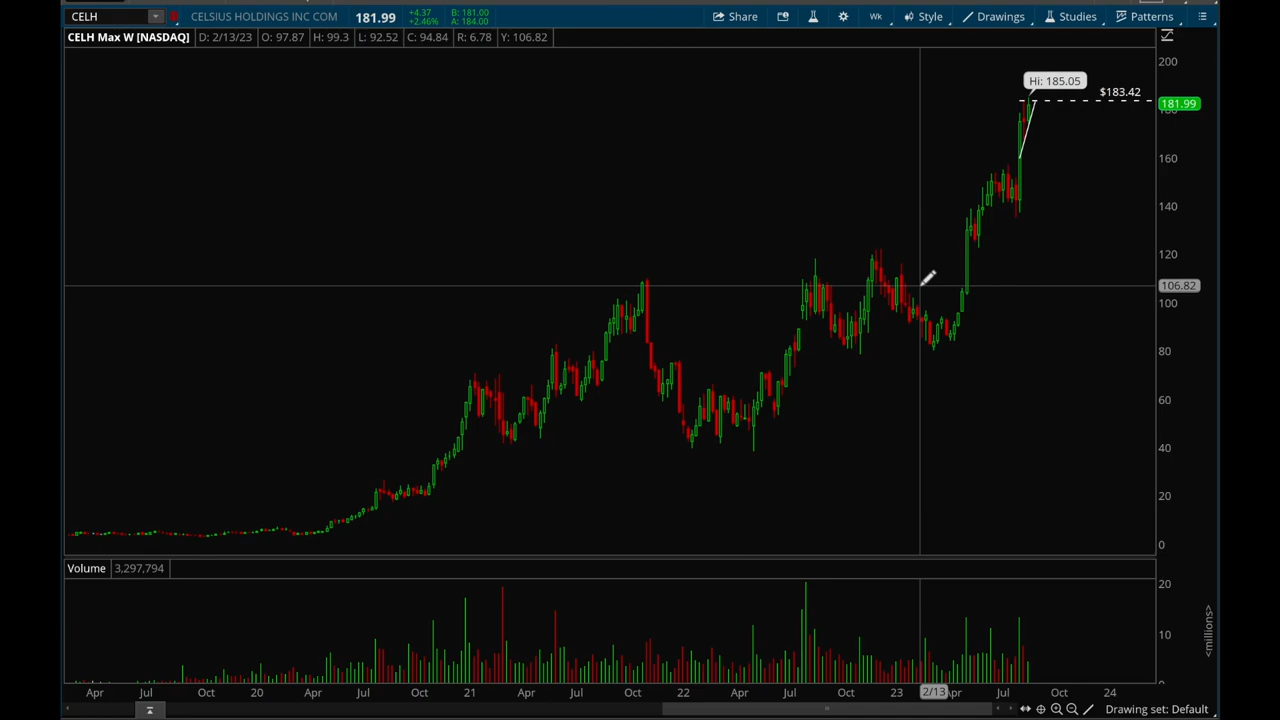 CELH CELSIUS HOLDINGS INC COM 181.99 +4.37 +2.46% B: 181.00 A: 184.00 Share Wk Style Drawings Studies Patterns
CELH Max W [NASDAQ] D: 2/13/23 O: 97.87 H: 99.3 L: 92.52 C: 94.84 R: 6.78 Y: 106.82
200
Hi: 185.05
$183.42
181.99
160
140
120
106.82
100
80
60
40
20
0
Volume 3,297,794
20
10
0
<millions>
Apr Jul Oct 20 Apr Jul Oct 21 Apr Jul Oct 22 Apr Jul Oct 23 2/13 Apr Jul Oct 24
Drawing set: Default